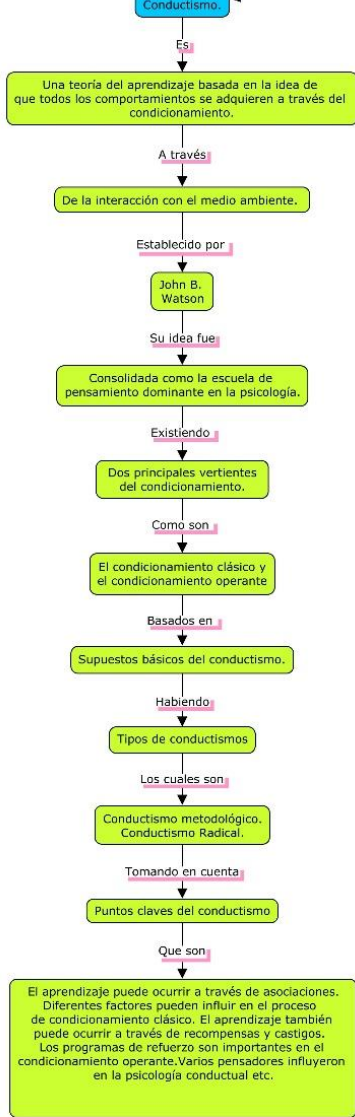 Conductismo.
Es
Una teoría del aprendizaje basada en la idea de
que todos los comportamientos se adquieren a través del
condicionamiento.
A través
De la interacción con el medio ambiente.
Establecido por
John B.
Watson
Su idea fue
Consolidada como la escuela de
pensamiento dominante en la psicología.
Existiendo
Dos principales vertientes
del condicionamiento.
Como son
El condicionamiento clásico y
el condicionamiento operante
Basados en
Supuestos básicos del conductismo.
Habiendo
Tipos de conductismos
Los cuales son
Conductismo metodológico.
Conductismo Radical.
Tomando en cuenta
Puntos claves del conductismo
Que son
El aprendizaje puede ocurrir a través de asociaciones.
Diferentes factores pueden influir en el proceso
de condicionamiento clásico. El aprendizaje también
puede ocurrir a través de recompensas y castigos.
Los programas de refuerzo son importantes en el
condicionamiento operante.Varios pensadores influyeron
en la psicología conductual etc.